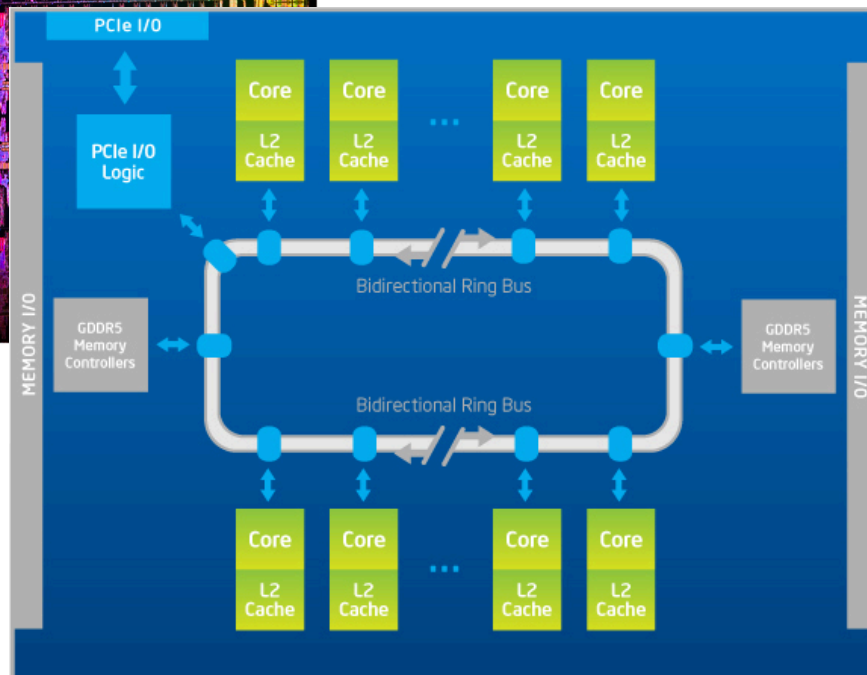 PCIe I/O
PCIe I/O
Logic
Core
L2
Cache
Core
L2
Cache
...
Core
L2
Cache
Core
L2
Cache
Bidirectional Ring Bus
MEMORY I/O
GDDR5
Memory
Controllers
GDDR5
Memory
Controllers
MEMORY I/O
Bidirectional Ring Bus
Core
L2
Cache
Core
L2
Cache
...
Core
L2
Cache
Core
L2
Cache